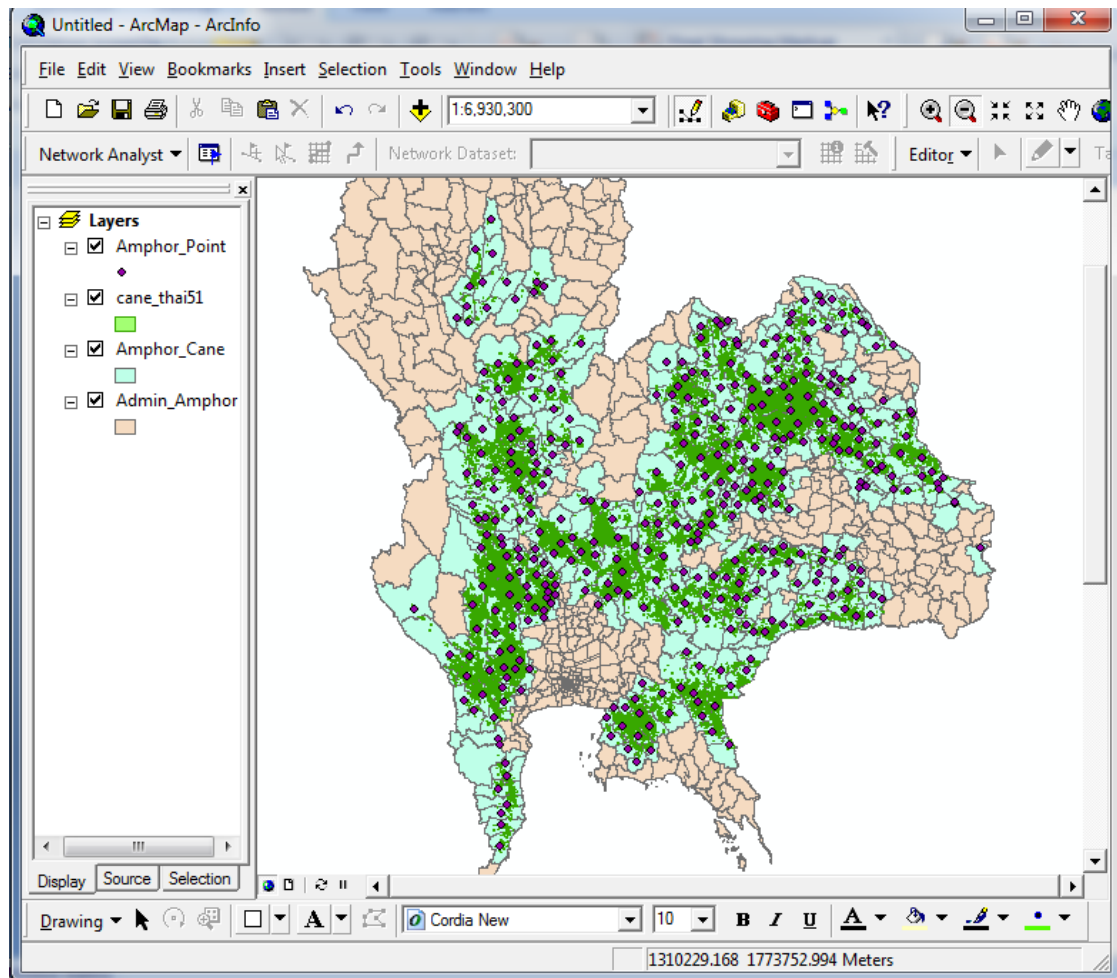 Untitled - ArcMap - ArcInfo
File Edit View Bookmarks Insert Selection Tools Window Help
1:6,930,300
Network Analyst Network Dataset: Editor Ta
Layers
Amphor_Point
cane_thai51
Amphor_Cane
Admin_Amphor
Display Source Selection
Drawing A Cordia New 10 B I U A
1310229.168 1773752.994 Meters